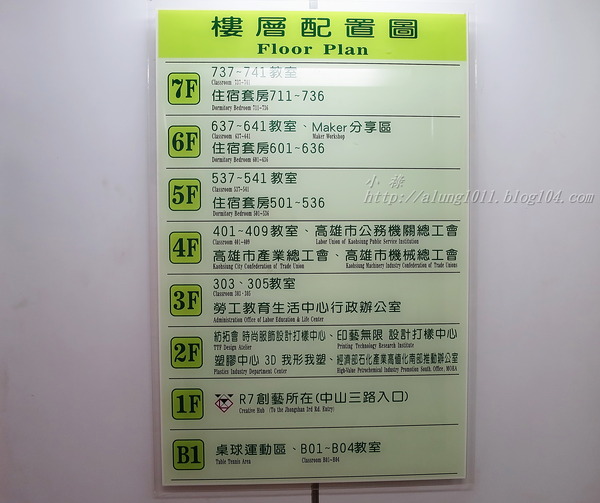 樓層配置圖
Floor Plan
7F
737~741教室
Classroom 737~741
住宿套房711~736
Dormitory Bedroom 711~736
6F
637~641教室、Maker分享區
Classroom 637~641 Maker Workshop
住宿套房601~636
Dormitory Bedroom 601~636
5F
537~541教室
Classroom 537~541
住宿套房501~536
Dormitory Bedroom 501~536
小祿
http://alung1011.blog104.com
4F
401~409教室、高雄市公務機關總工會
Classroom 401~409 Labor Union of Kaohsiung Public Service Institution
高雄市產業總工會、高雄市機械總工會
Kaohsiung City Confederation of Trade Union Kaohsiung Machinery Industry Confederation of Trade Unions
3F
303、305教室
Classroom 303、305
勞工教育生活中心行政辦公室
Administration Office of Labor Education & Life Center
2F
紡拓會 時尚服飾設計打樣中心、印藝無限 設計打樣中心
TTF Design Atelier Printing Technology Research Institute
塑膠中心 3D 我形我塑、經濟部石化產業高值化南部推動辦公室
Plastics Industry Department Center High-Value Petrochemical Industry Promotion South. Office, MOEA
1F
R7創藝所在(中山三路入口)
Creative Hub (To the Jhongshan 3rd Rd. Entry)
B1
桌球運動區、B01~B04教室
Table Tennis Area Classroom B01~B04